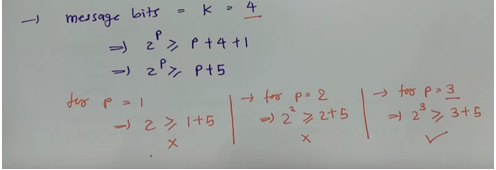 → message bits = K = 4
⇒ 2^P ≥ P+4+1
⇒ 2^P ≥ P+5
for P = 1
⇒ 2 ≥ 1+5
x
→ for P=2
⇒ 2^2 ≥ 2+5
x
→ for P=3
⇒ 2^3 ≥ 3+5
✓